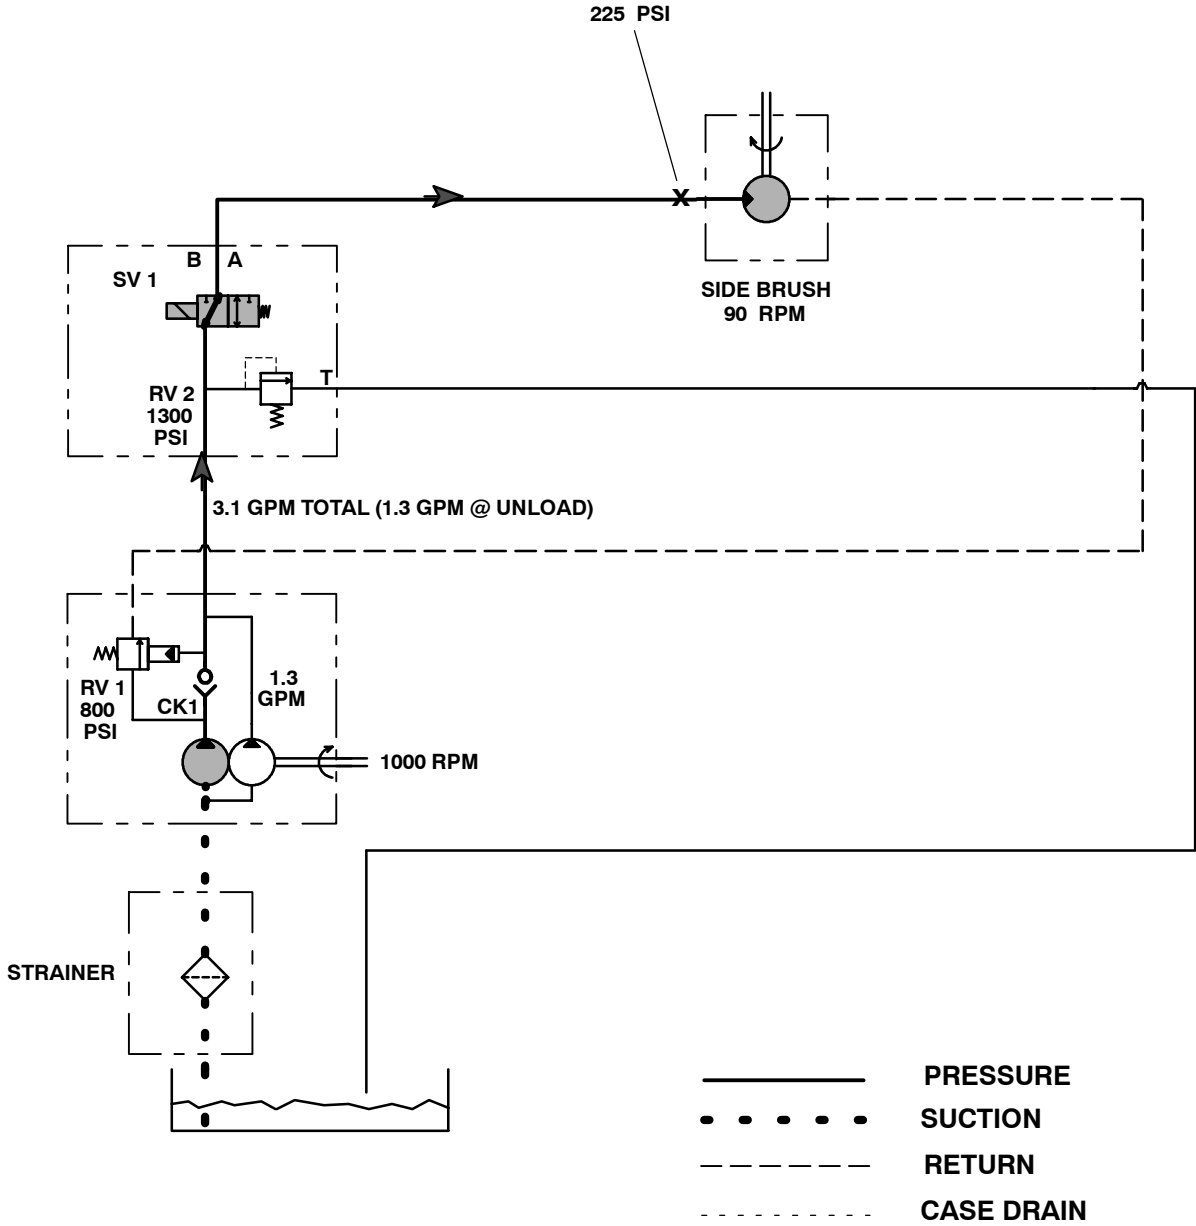 225 PSI
B A
SV 1
SIDE BRUSH
90 RPM
T
RV 2
1300
PSI
3.1 GPM TOTAL (1.3 GPM @ UNLOAD)
RV 1
800
PSI
CK1
1.3
GPM
1000 RPM
STRAINER
X
PRESSURE
SUCTION
RETURN
CASE DRAIN